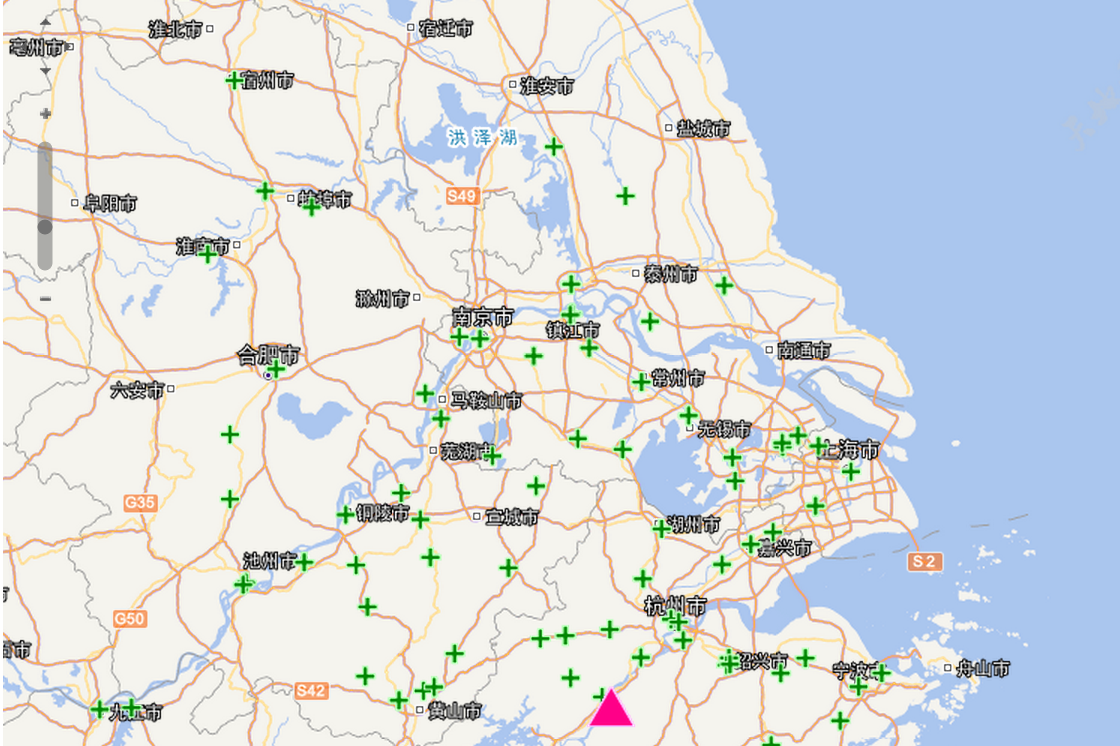 淮北市
宿迁市
亳州市
宿州市
淮安市
盐城市
洪泽湖
S49
阜阳市
蚌埠市
淮南市
泰州市
滁州市
南京市
镇江市
合肥市
南通市
六安市
常州市
马鞍山市
无锡市
芜湖市
上海市
G35
铜陵市
宣城市
湖州市
嘉兴市
池州市
S2
杭州市
G50
绍兴市
宁波市
舟山市
S42
九江市
黄山市